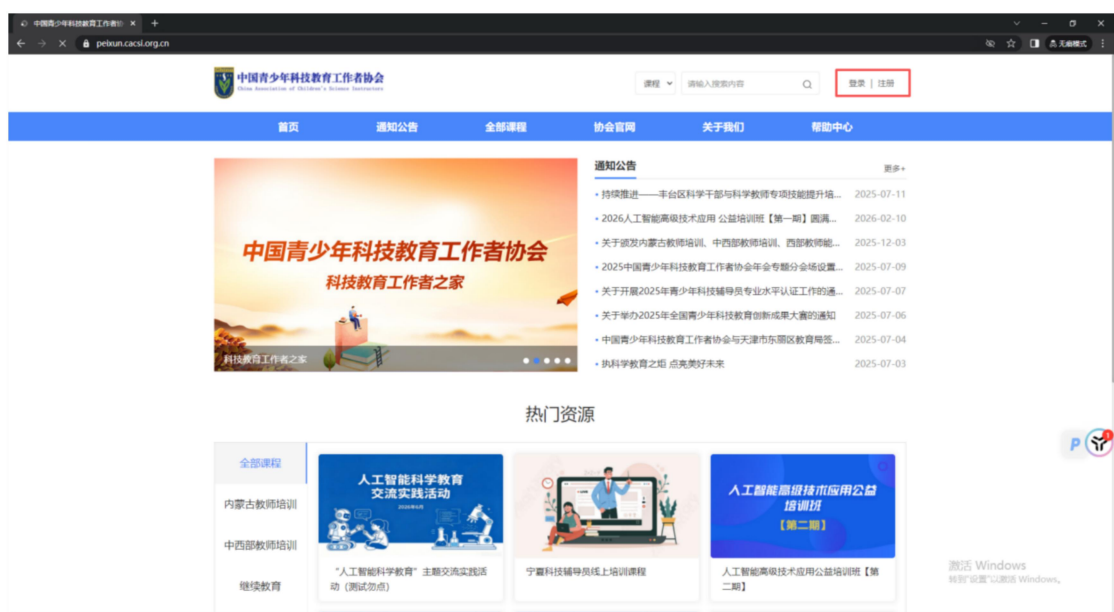 中国青少年科技教育工作者协
peixun.cacsi.org.cn
无痕模式
中国青少年科技教育工作者协会
China Association of Children's Science Instructors
课程
请输入搜索内容
登录 | 注册
首页
通知公告
全部课程
协会官网
关于我们
帮助中心
中国青少年科技教育工作者协会
科技教育工作者之家
科技教育工作者之家
通知公告
更多+
• 持续推进——丰台区科学干部与科学教师专项技能提升培... 2025-07-11
• 2026人工智能高级技术应用 公益培训班【第一期】圆满... 2026-02-10
• 关于颁发内蒙古教师培训、中西部教师培训、西部教师能... 2025-12-03
• 2025中国青少年科技教育工作者协会年会专题分会场设置... 2025-07-09
• 关于开展2025年青少年科技辅导员专业水平认证工作的通... 2025-07-07
• 关于举办2025年全国青少年科技教育创新成果大赛的通知 2025-07-06
• 中国青少年科技教育工作者协会与天津市东丽区教育局签... 2025-07-04
• 执科学教育之炬 点亮美好未来 2025-07-03
热门资源
全部课程
内蒙古教师培训
中西部教师培训
继续教育
人工智能科学教育
交流实践活动
2026年5月
“人工智能科学教育”主题交流实践活
动（测试勿点）
宁夏科技辅导员线上培训课程
人工智能高级技术应用公益
培训班
【第二期】
人工智能高级技术应用公益培训班【第
二期】
P
1
激活 Windows
转到“设置”以激活 Windows。